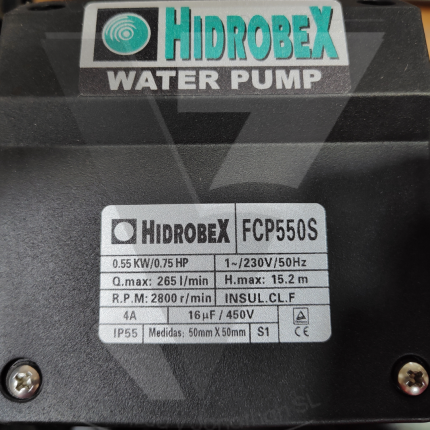 HIDROBEX
WATER PUMP
HIDROBEX FCP550S
0.55 KW/0.75 HP 1~/230V/50Hz
Q.max: 265 l/min H.max: 15.2 m
R.P.M: 2800 r/min INSUL.CL.F
4A 16µF / 450V
IP55 Medidas: 50mm X 50mm S1 CE
SL